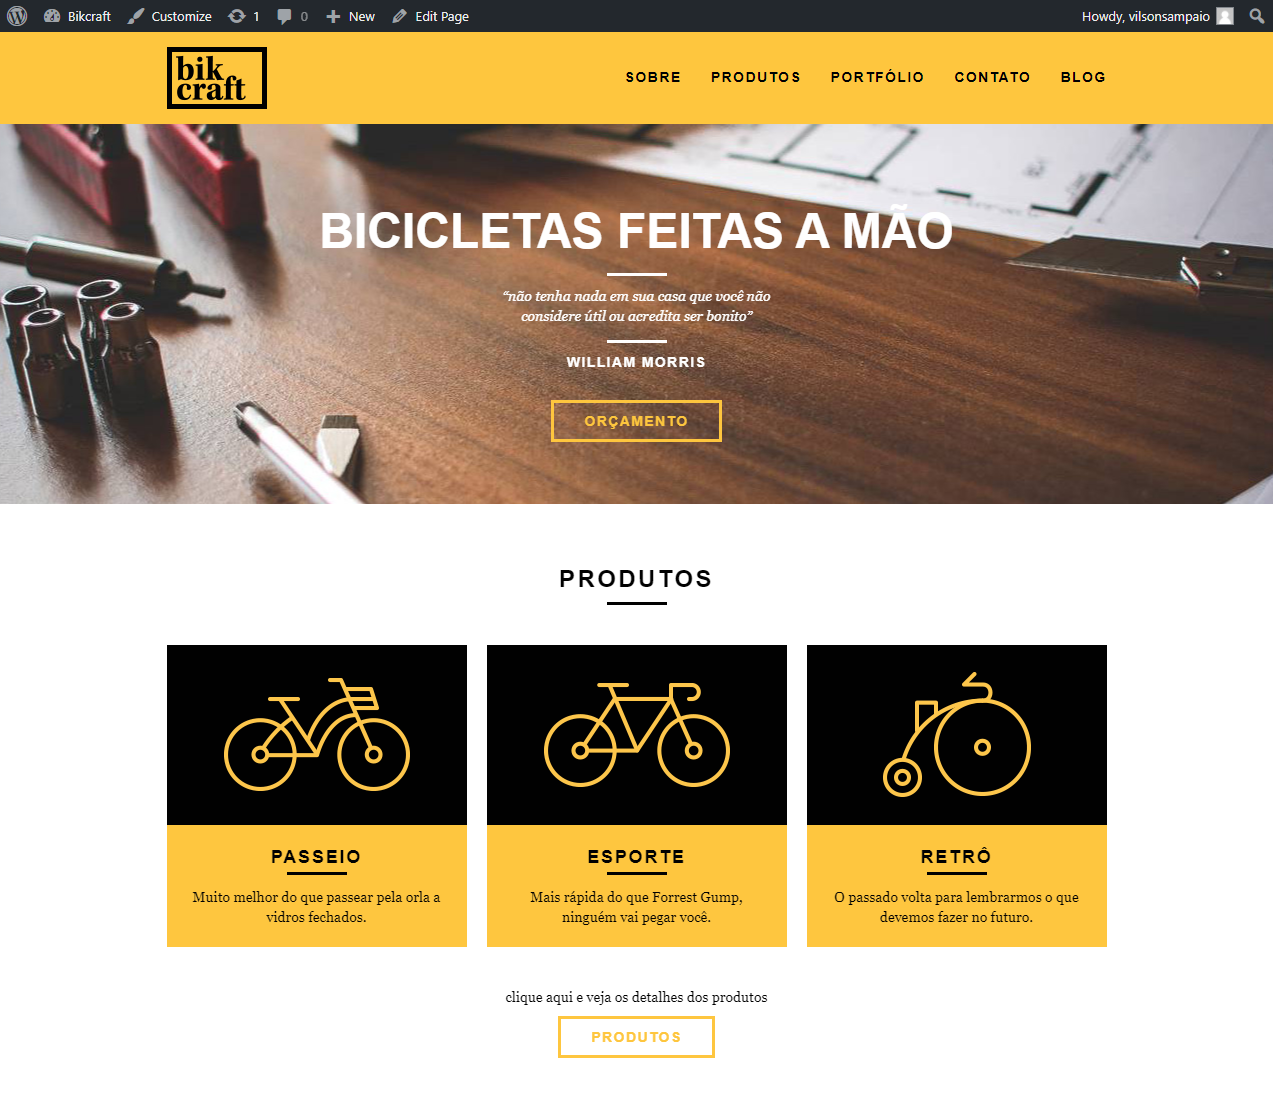 Bikcraft Customize 1 0 New Edit Page Howdy, vilsonsampaio
bik
craft
SOBRE PRODUTOS PORTFÓLIO CONTATO BLOG
BICICLETAS FEITAS A MÃO
“não tenha nada em sua casa que você não
considere útil ou acredita ser bonito”
WILLIAM MORRIS
ORÇAMENTO
PRODUTOS
PASSEIO
Muito melhor do que passear pela orla a
vidros fechados.
ESPORTE
Mais rápida do que Forrest Gump,
ninguém vai pegar você.
RETRÔ
O passado volta para lembrarmos o que
devemos fazer no futuro.
clique aqui e veja os detalhes dos produtos
PRODUTOS